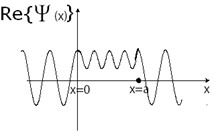 Re{Ψ(x)}
x=0 x=a x